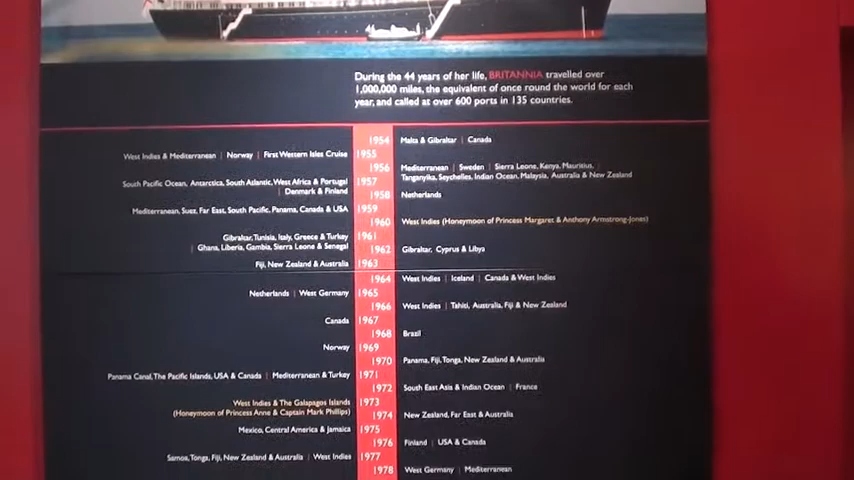 During the 44 years of her life, BRITANNIA travelled over
1,000,000 miles, the equivalent of once round the world for each
year, and called at over 600 ports in 135 countries.
1954 Malta & Gibraltar | Canada
West Indies & Mediterranean | Norway | First Western Isles Cruise 1955
1956 Mediterranean | Sweden | Sierra Leone, Kenya, Mauritius, |
Tanganyika, Seychelles, Indian Ocean, Malaysia, Australia & New Zealand
South Pacific Ocean, Antarctica, South Atlantic, West Africa & Portugal 1957
| Denmark & Finland
1958 Netherlands
Mediterranean, Suez, Far East, South Pacific, Panama, Canada & USA 1959
1960 West Indies (Honeymoon of Princess Margaret & Anthony Armstrong-Jones)
Gibraltar, Tunisia, Italy, Greece & Turkey 1961
| Ghana, Liberia, Gambia, Sierra Leone & Senegal
1962 Gibraltar, Cyprus & Libya
Fiji, New Zealand & Australia 1963
1964 West Indies | Iceland | Canada & West Indies
Netherlands | West Germany 1965
1966 West Indies | Tahiti, Australia, Fiji & New Zealand
Canada 1967
1968 Brazil
Norway 1969
1970 Panama, Fiji, Tonga, New Zealand & Australia
Panama Canal, The Pacific Islands, USA & Canada | Mediterranean & Turkey 1971
1972 South East Asia & Indian Ocean | France
West Indies & The Galapagos Islands 1973
(Honeymoon of Princess Anne & Captain Mark Phillips)
1974 New Zealand, Far East & Australia
Mexico, Central America & Jamaica 1975
1976 Finland | USA & Canada
Samoa, Tonga, Fiji, New Zealand & Australia | West Indies 1977
1978 West Germany | Mediterranean